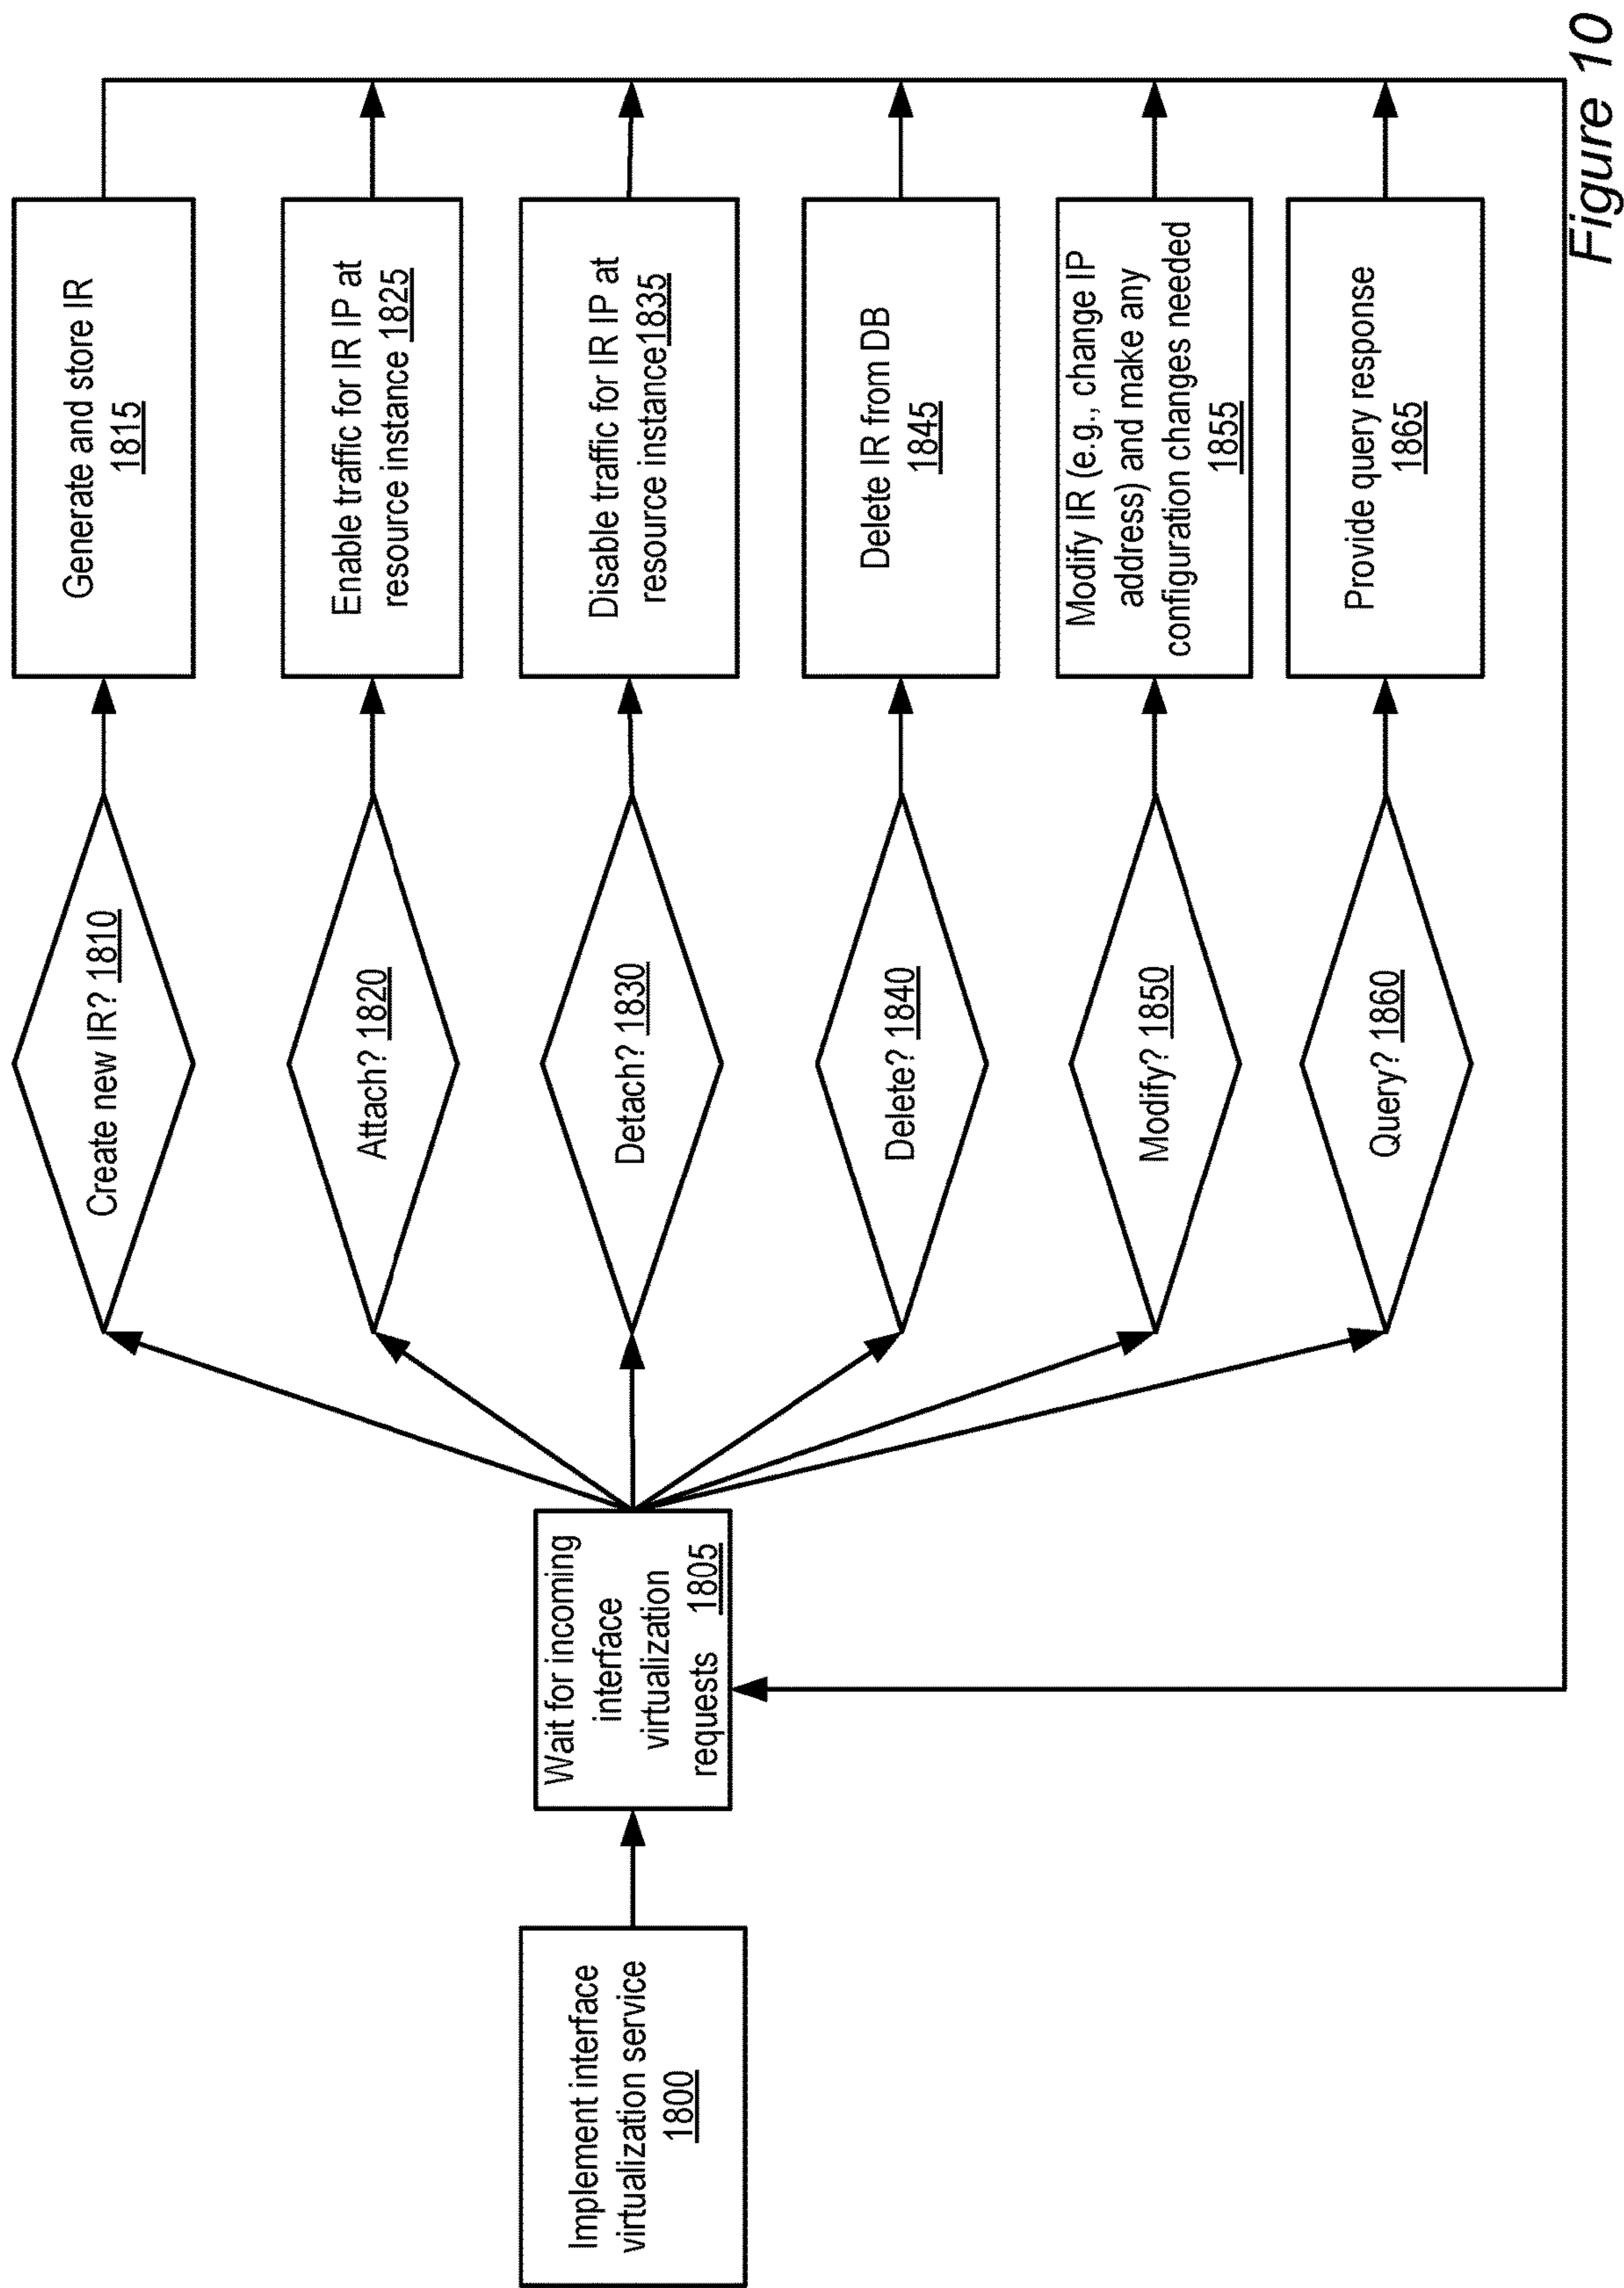 Implement interface
virtualization service
1800
Wait for incoming
interface
virtualization
requests 1805
Create new IR? 1810
Generate and store IR
1815
Attach? 1820
Enable traffic for IR IP at
resource instance 1825
Detach? 1830
Disable traffic for IR IP at
resource instance1835
Delete? 1840
Delete IR from DB
1845
Modify? 1850
Modify IR (e.g., change IP
address) and make any
configuration changes needed
1855
Query? 1860
Provide query response
1865
Figure 10